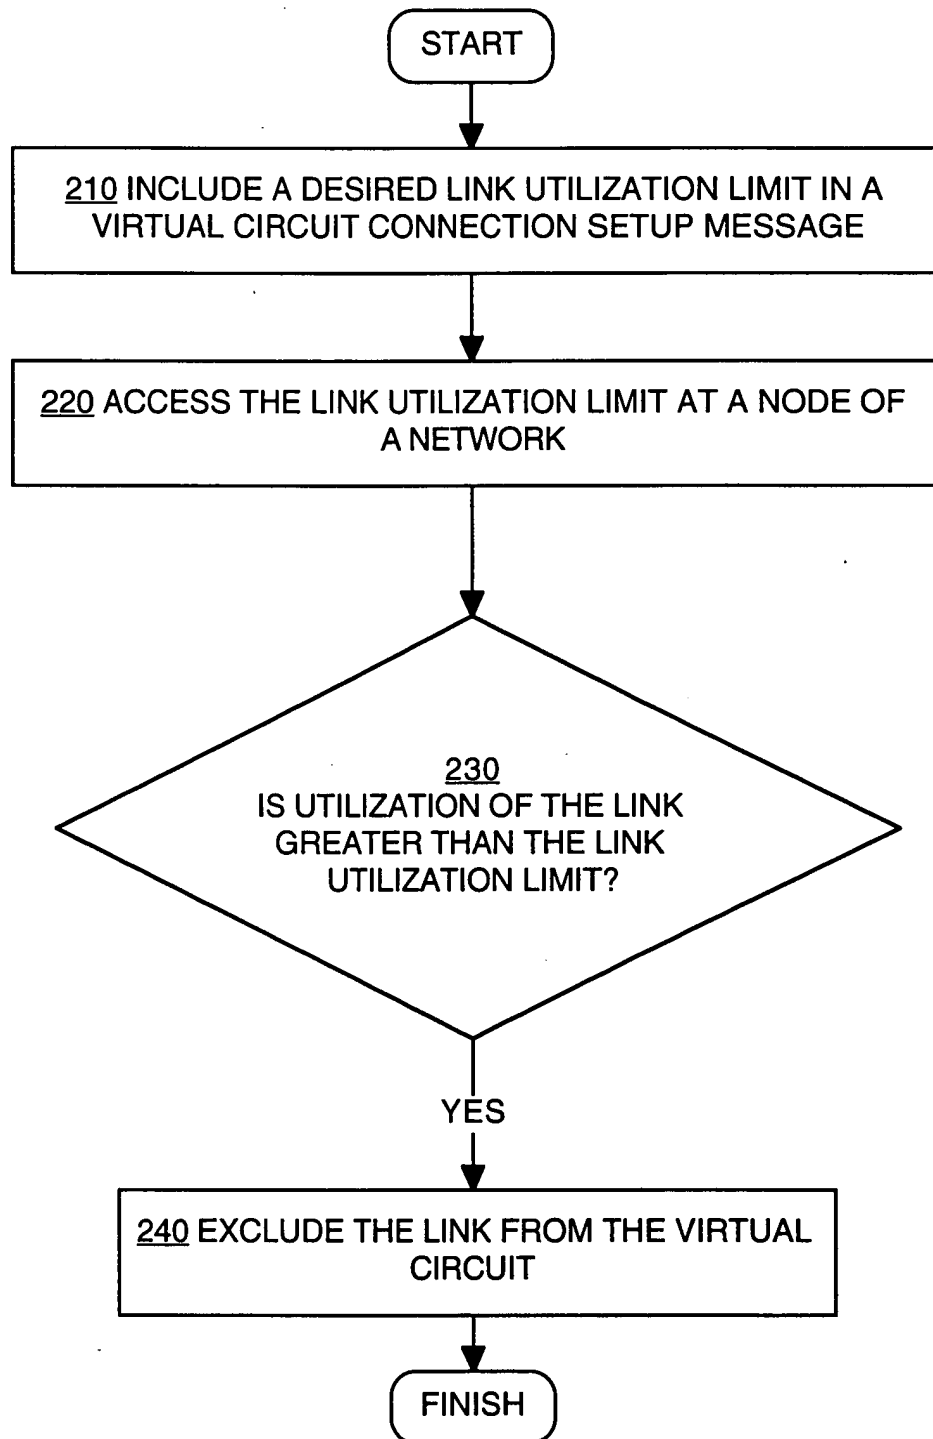 START
210 INCLUDE A DESIRED LINK UTILIZATION LIMIT IN A
VIRTUAL CIRCUIT CONNECTION SETUP MESSAGE
220 ACCESS THE LINK UTILIZATION LIMIT AT A NODE OF
A NETWORK
230
IS UTILIZATION OF THE LINK
GREATER THAN THE LINK
UTILIZATION LIMIT?
YES
240 EXCLUDE THE LINK FROM THE VIRTUAL
CIRCUIT
FINISH